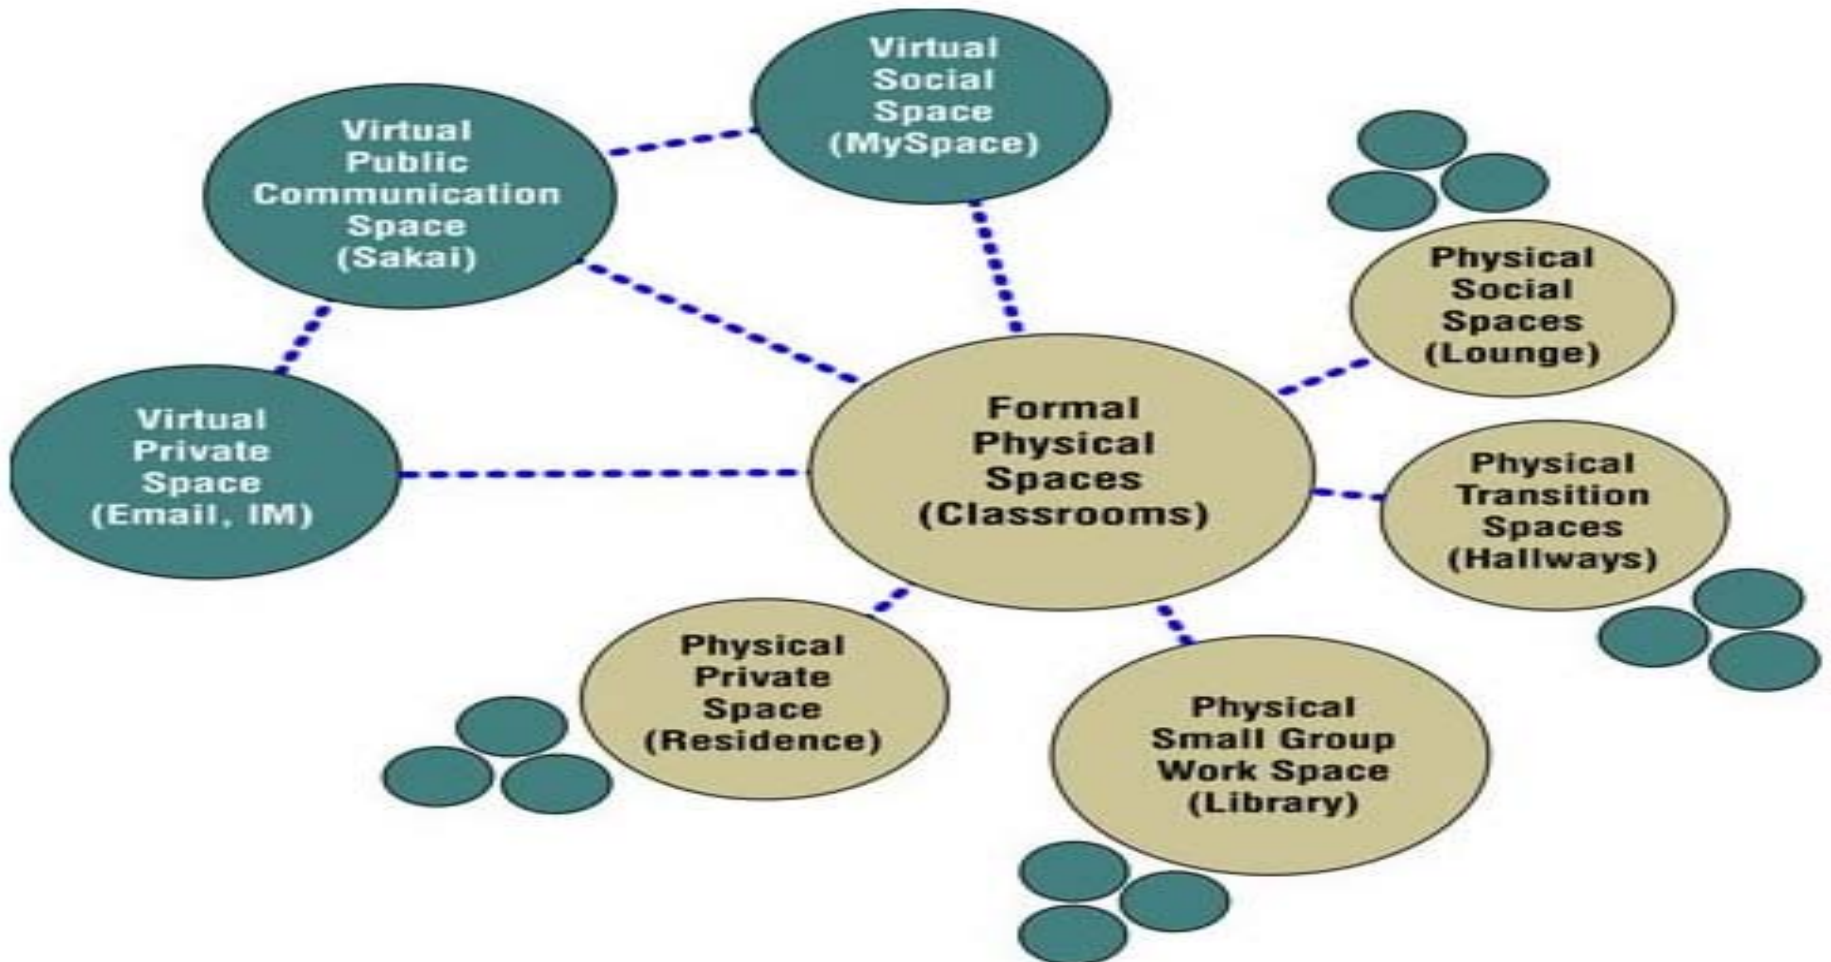 Virtual
Social
Space
(MySpace)
Virtual
Public
Communication
Space
(Sakai)
Physical
Social
Spaces
(Lounge)
Virtual
Private
Space
(Email, IM)
Formal
Physical
Spaces
(Classrooms)
Physical
Transition
Spaces
(Hallways)
Physical
Private
Space
(Residence)
Physical
Small Group
Work Space
(Library)